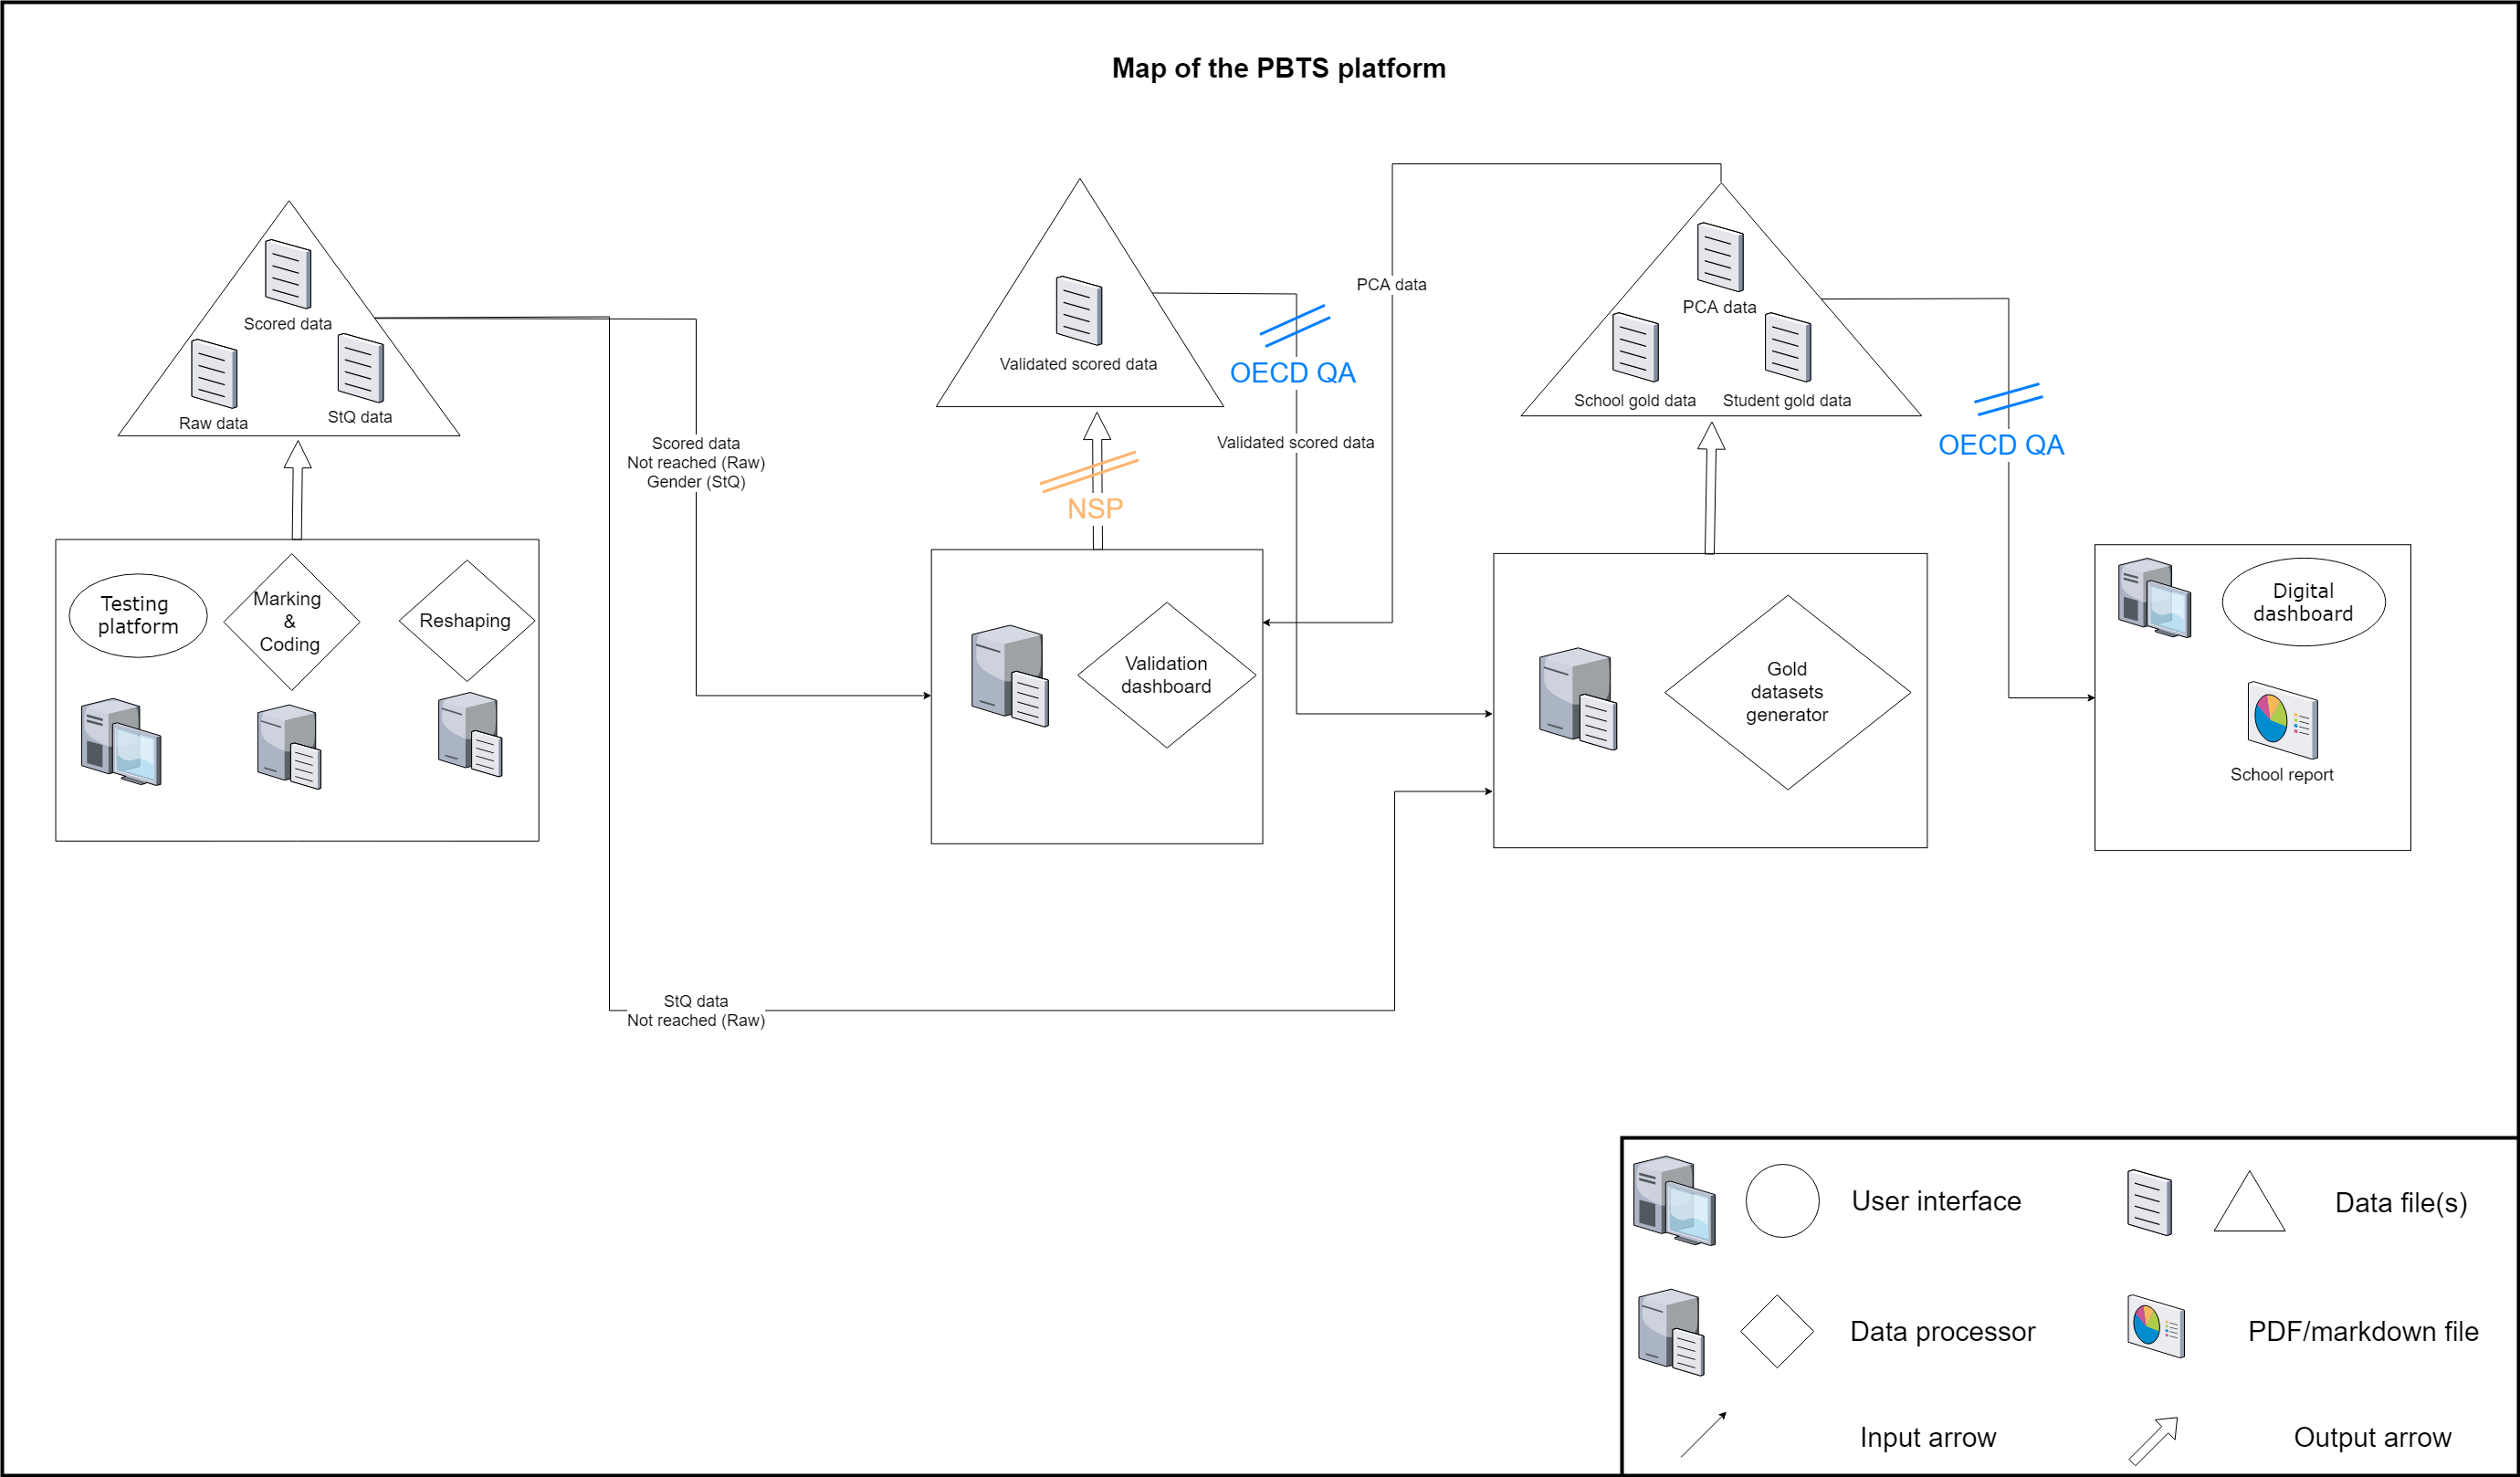 Map of the PBTS platform
Scored data
Raw data
StQ data
Testing
platform
Marking
&
Coding
Reshaping
Scored data
Not reached (Raw)
Gender (StQ)
StQ data
Not reached (Raw)
Validated scored data
NSP
Validation
dashboard
OECD QA
Validated scored data
PCA data
PCA data
School gold data
Student gold data
Gold
datasets
generator
OECD QA
Digital
dashboard
School report
User interface
Data file(s)
Data processor
PDF/markdown file
Input arrow
Output arrow